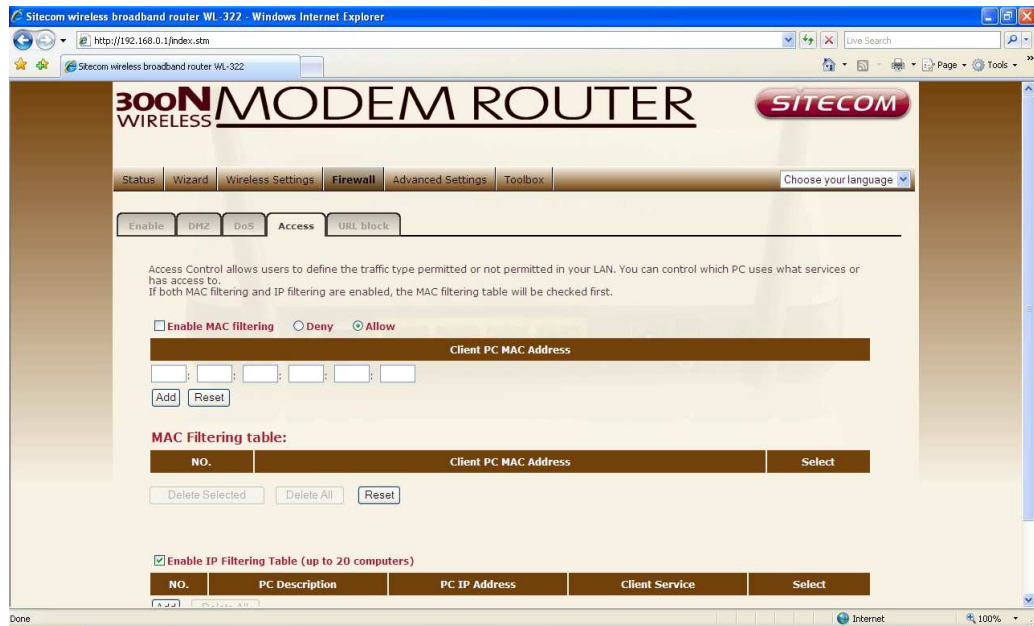 Sitecom wireless broadband router WL-322 - Windows Internet Explorer
http://192.168.0.1/index.stm
Live Search
Sitecom wireless broadband router WL-322
Page
Tools
300N WIRELESS MODEM ROUTER
SITECOM
Status Wizard Wireless Settings Firewall Advanced Settings Toolbox
Choose your language
Enable DMZ DoS Access URL block
Access Control allows users to define the traffic type permitted or not permitted in your LAN. You can control which PC uses what services or
has access to.
If both MAC filtering and IP filtering are enabled, the MAC filtering table will be checked first.
Enable MAC filtering Deny Allow
Client PC MAC Address
: : : : :
Add Reset
MAC Filtering table:
NO. Client PC MAC Address Select
Delete Selected Delete All Reset
Enable IP Filtering Table (up to 20 computers)
NO. PC Description PC IP Address Client Service Select
Add Delete All
Done
Internet
100%